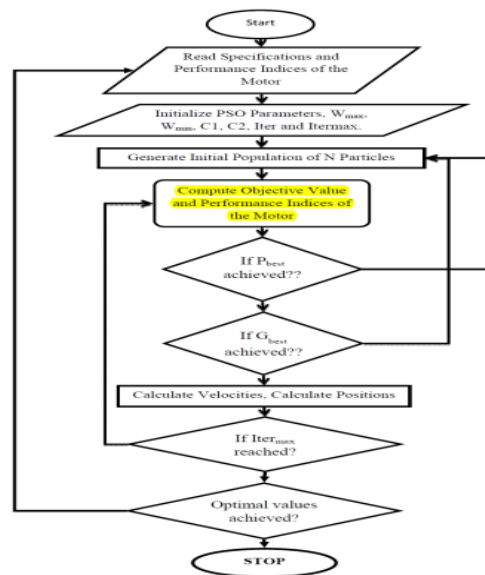 Start
Read Specifications and
Performance Indices of the
Motor
Initialize PSO Parameters, Wmax,
Wmin, C1, C2, Iter and Itermax.
Generate Initial Population of N Particles
Compute Objective Value
and Performance Indices of
the Motor
If Pbest
achieved??
If Gbest
achieved??
Calculate Velocities, Calculate Positions
If Itermax
reached?
Optimal values
achieved?
STOP